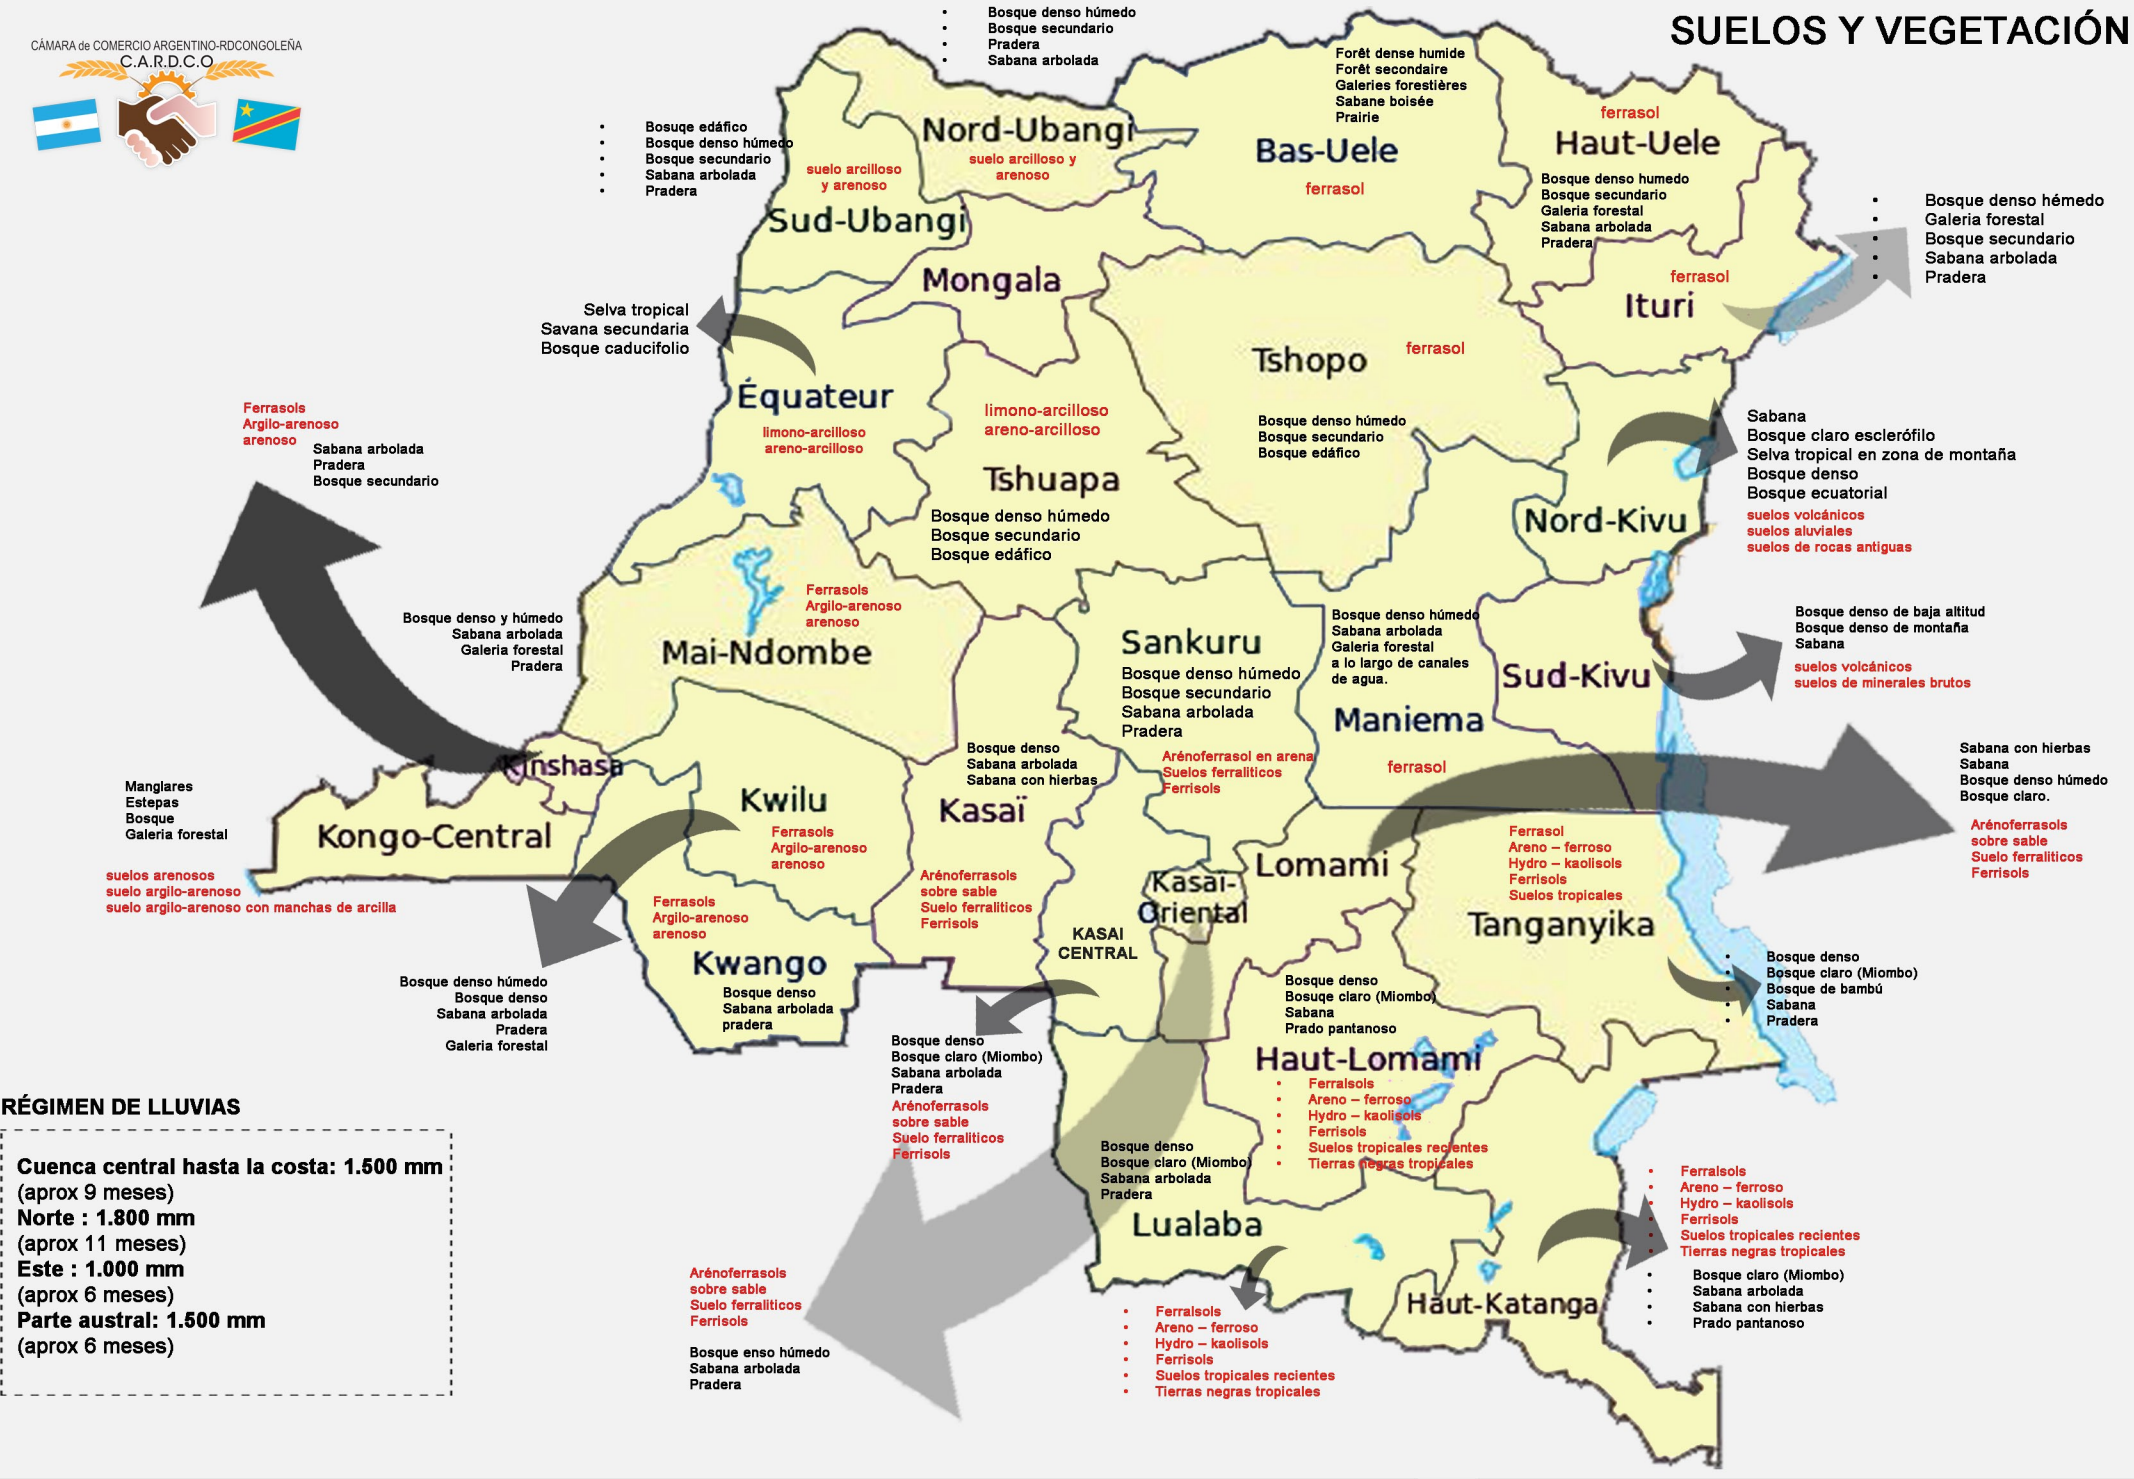 SUELOS Y VEGETACIÓN
CÁMARA de COMERCIO ARGENTINO-RDCONGOLEÑA
C.A.R.D.C.O
• Bosque denso húmedo
• Bosque secundario
• Pradera
• Sabana arbolada
Nord-Ubangi
suelo arcilloso y
arenoso
• Bosuqe edáfico
• Bosque denso húmedo
• Bosque secundario
• Sabana arbolada
• Pradera
suelo arcilloso
y arenoso
Sud-Ubangi
Forêt dense humide
Forêt secondaire
Galeries forestières
Sabane boisée
Prairie
Bas-Uele
ferrasol
ferrasol
Haut-Uele
Bosque denso humedo
Bosque secundario
Galeria forestal
Sabana arbolada
Pradera
ferrasol
Ituri
• Bosque denso hémedo
• Galeria forestal
• Bosque secundario
• Sabana arbolada
• Pradera
Mongala
Selva tropical
Savana secundaria
Bosque caducifolio
Équateur
limono-arcilloso
areno-arcilloso
limono-arcilloso
areno-arcilloso
Tshuapa
Bosque denso húmedo
Bosque secundario
Bosque edáfico
Tshopo
ferrasol
Bosque denso húmedo
Bosque secundario
Bosque edáfico
Nord-Kivu
Sabana
Bosque claro esclerófilo
Selva tropical en zona de montaña
Bosque denso
Bosque ecuatorial
suelos volcánicos
suelos aluviales
suelos de rocas antiguas
Ferrasols
Argilo-arenoso
arenoso
Sabana arbolada
Pradera
Bosque secundario
Bosque denso y húmedo
Sabana arbolada
Galeria forestal
Pradera
Ferrasols
Argilo-arenoso
arenoso
Mai-Ndombe
Sankuru
Bosque denso húmedo
Bosque secundario
Sabana arbolada
Pradera
Arénoferrasol en arena
Suelos ferraliticos
Ferrisols
Bosque denso húmedo
Sabana arbolada
Galeria forestal
a lo largo de canales
de agua.
Maniema
ferrasol
Sud-Kivu
Bosque denso de baja altitud
Bosque denso de montaña
Sabana
suelos volcánicos
suelos de minerales brutos
Kinshasa
Manglares
Estepas
Bosque
Galeria forestal
Kongo-Central
suelos arenosos
suelo argilo-arenoso
suelo argilo-arenoso con manchas de arcilla
Kwilu
Ferrasols
Argilo-arenoso
arenoso
Bosque denso húmedo
Bosque denso
Sabana arbolada
Pradera
Galeria forestal
Ferrasols
Argilo-arenoso
arenoso
Kwango
Bosque denso
Sabana arbolada
pradera
Bosque denso
Sabana arbolada
Sabana con hierbas
Kasaï
Arénoferrasols
sobre sable
Suelo ferraliticos
Ferrisols
KASAI
CENTRAL
Bosque denso
Bosque claro (Miombo)
Sabana arbolada
Pradera
Arénoferrasols
sobre sable
Suelo ferraliticos
Ferrisols
Kasaï-
Oriental
Arénoferrasols
sobre sable
Suelo ferraliticos
Ferrisols
Bosque enso húmedo
Sabana arbolada
Pradera
Lomami
Sabana con hierbas
Sabana
Bosque denso húmedo
Bosque claro.
Arénoferrasols
sobre sable
Suelo ferraliticos
Ferrisols
Ferrasol
Areno – ferroso
Hydro – kaolisols
Ferrisols
Suelos tropicales
Tanganyika
• Bosque denso
• Bosque claro (Miombo)
• Bosque de bambú
• Sabana
• Pradera
Bosque denso
Bosuqe claro (Miombo)
Sabana
Prado pantanoso
Haut-Lomami
• Ferralsols
• Areno – ferroso
• Hydro – kaolisols
• Ferrisols
• Suelos tropicales recientes
• Tierras negras tropicales
Bosque denso
Bosque claro (Miombo)
Sabana arbolada
Pradera
Lualaba
• Ferralsols
• Areno – ferroso
• Hydro – kaolisols
• Ferrisols
• Suelos tropicales recientes
• Tierras negras tropicales
Haut-Katanga
• Ferralsols
• Areno – ferroso
• Hydro – kaolisols
• Ferrisols
• Suelos tropicales recientes
• Tierras negras tropicales
• Bosque claro (Miombo)
• Sabana arbolada
• Sabana con hierbas
• Prado pantanoso
RÉGIMEN DE LLUVIAS
Cuenca central hasta la costa: 1.500 mm
(aprox 9 meses)
Norte : 1.800 mm
(aprox 11 meses)
Este : 1.000 mm
(aprox 6 meses)
Parte austral: 1.500 mm
(aprox 6 meses)